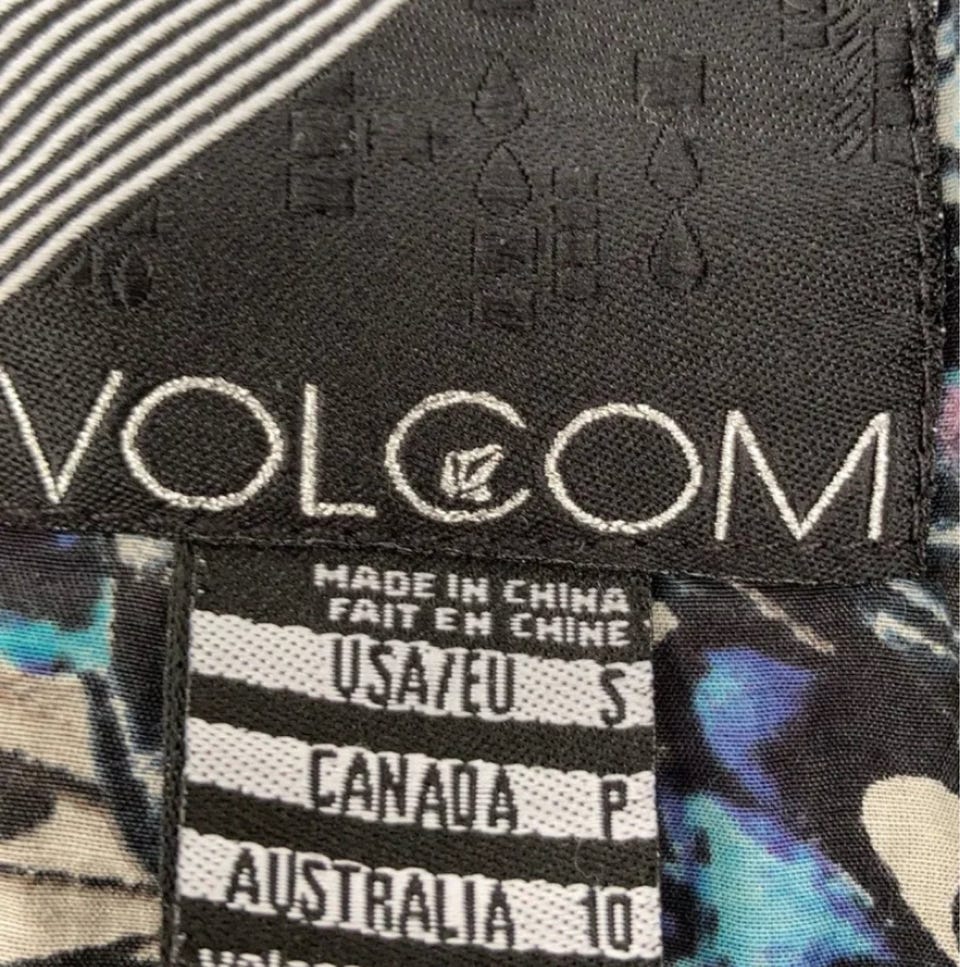 VOLCOM
MADE IN CHINA
FAIT EN CHINE
USA/EU S
CANADA P
AUSTRALIA 10